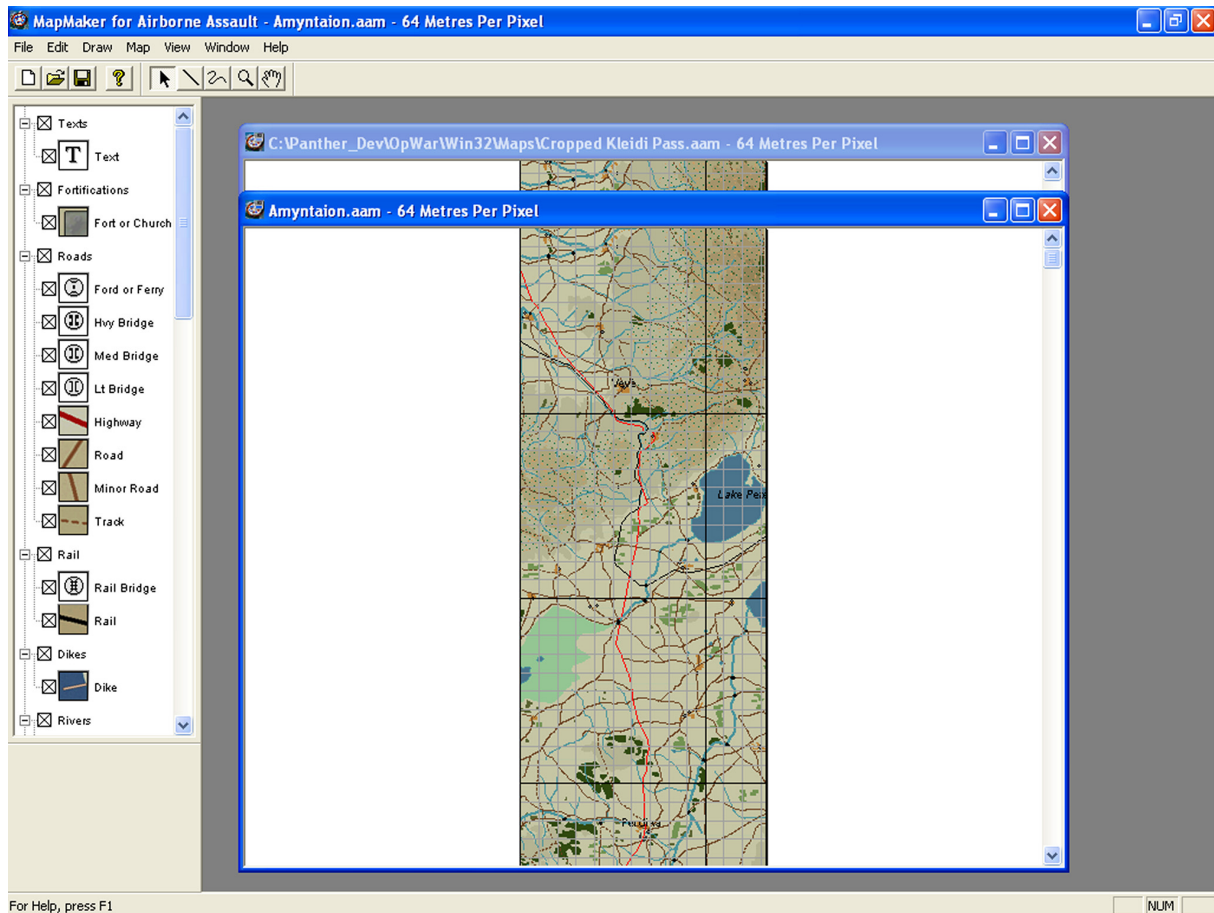 MapMaker for Airborne Assault - Amyntaion.aam - 64 Metres Per Pixel
File Edit Draw Map View Window Help
Texts
T Text
Fortifications
Fort or Church
Roads
Ford or Ferry
Hvy Bridge
Med Bridge
Lt Bridge
Highway
Road
Minor Road
Track
Rail
Rail Bridge
Rail
Dikes
Dike
Rivers
C:\Panther_Dev\OpWar\Win32\Maps\Cropped Kleidi Pass.aam - 64 Metres Per Pixel
Amyntaion.aam - 64 Metres Per Pixel
Lake
For Help, press F1
NUM